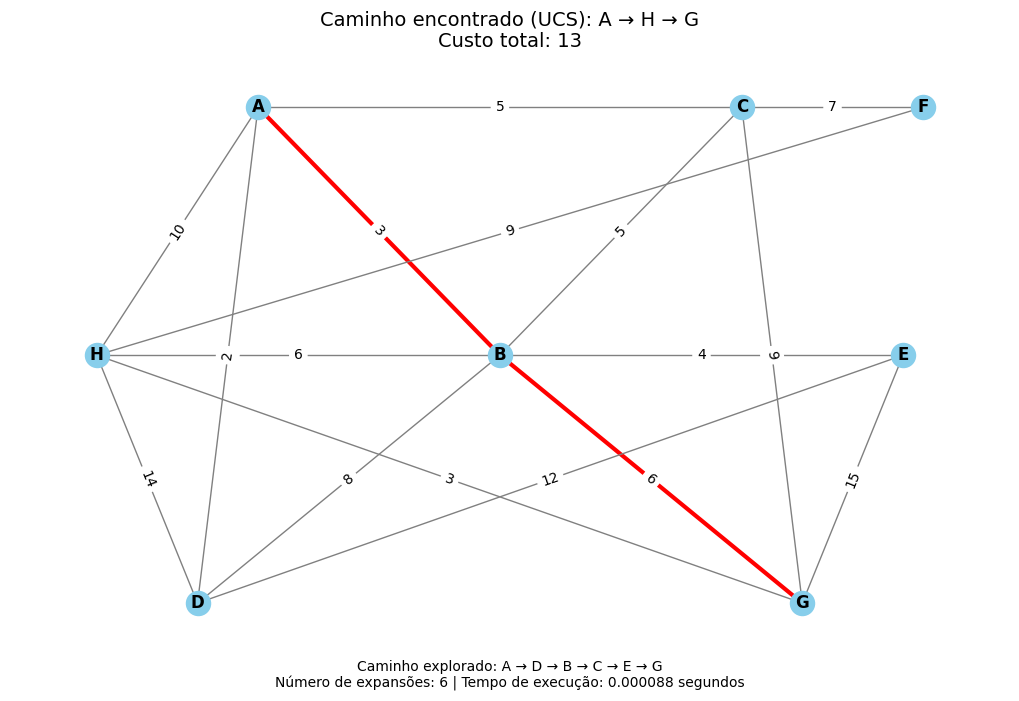 Caminho encontrado (UCS): A → H → G
Custo total: 13
A
5
C
7
F
10
3
9
5
H
2
6
B
4
6
E
14
8
3
12
6
15
D
G
Caminho explorado: A → D → B → C → E → G
Número de expansões: 6 | Tempo de execução: 0.000088 segundos